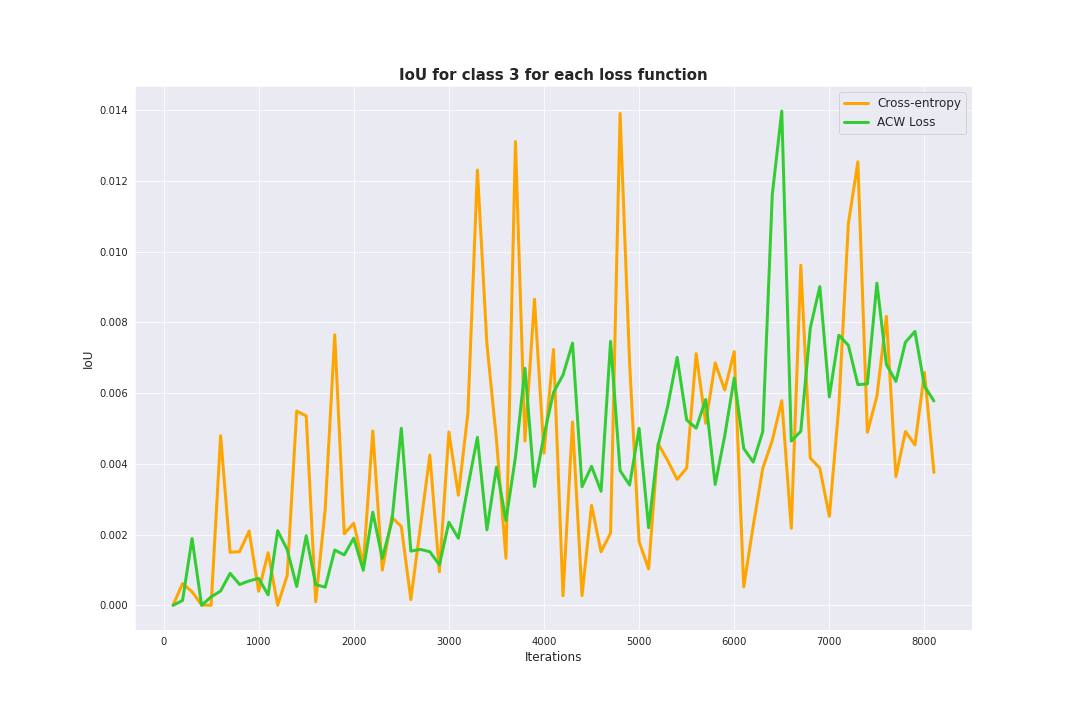 IoU for class 3 for each loss function
Cross-entropy
ACW Loss
0.014
0.012
0.010
0.008
0.006
0.004
0.002
0.000
IoU
0 1000 2000 3000 4000 5000 6000 7000 8000
Iterations